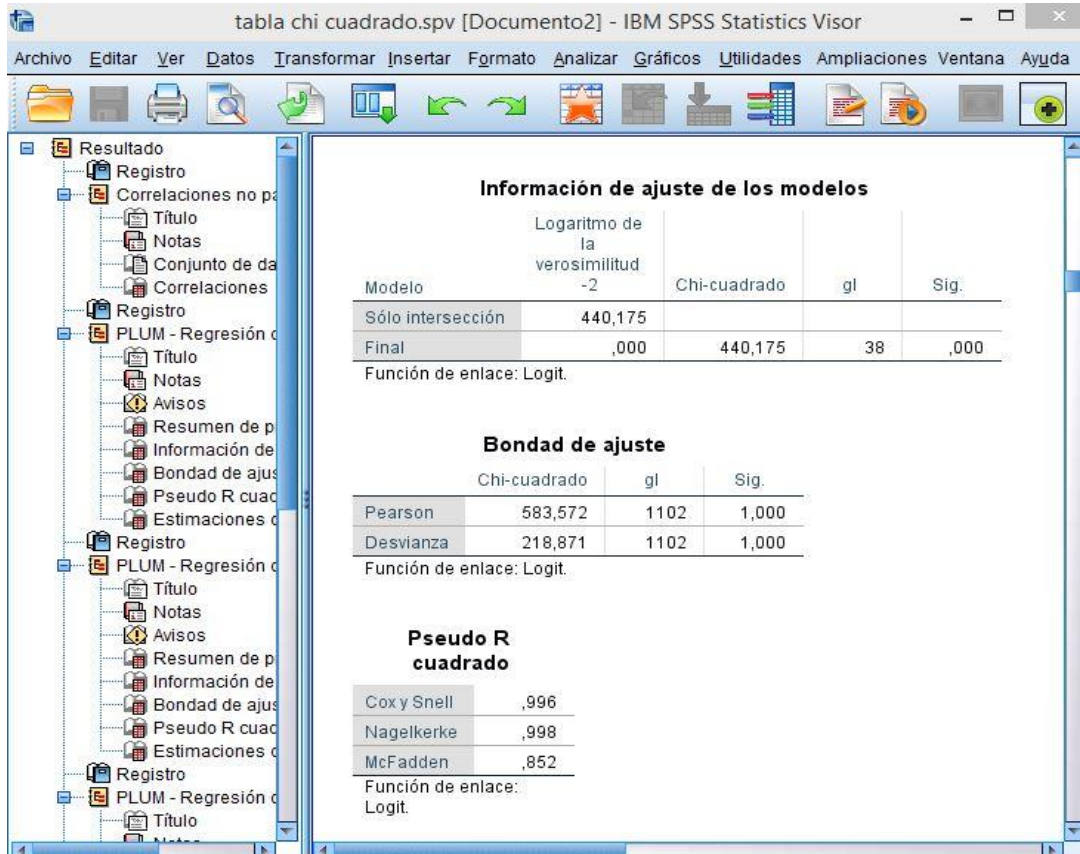 tabla chi cuadrado.spv [Documento2] - IBM SPSS Statistics Visor
Archivo Editar Ver Datos Transformar Insertar Formato Analizar Gráficos Utilidades Ampliaciones Ventana Ayuda
Resultado
Registro
Correlaciones no pa
Título
Notas
Conjunto de da
Correlaciones
Registro
PLUM - Regresión o
Título
Notas
Avisos
Resumen de p
Información de
Bondad de ajus
Pseudo R cuad
Estimaciones d
Registro
PLUM - Regresión o
Título
Notas
Avisos
Resumen de p
Información de
Bondad de ajus
Pseudo R cuad
Estimaciones d
Registro
PLUM - Regresión o
Título
Información de ajuste de los modelos
Logaritmo de
la
verosimilitud
Modelo -2 Chi-cuadrado gl Sig.
Sólo intersección 440,175
Final ,000 440,175 38 ,000
Función de enlace: Logit.
Bondad de ajuste
Chi-cuadrado gl Sig.
Pearson 583,572 1102 1,000
Desvianza 218,871 1102 1,000
Función de enlace: Logit.
Pseudo R
cuadrado
Cox y Snell ,996
Nagelkerke ,998
McFadden ,852
Función de enlace:
Logit.